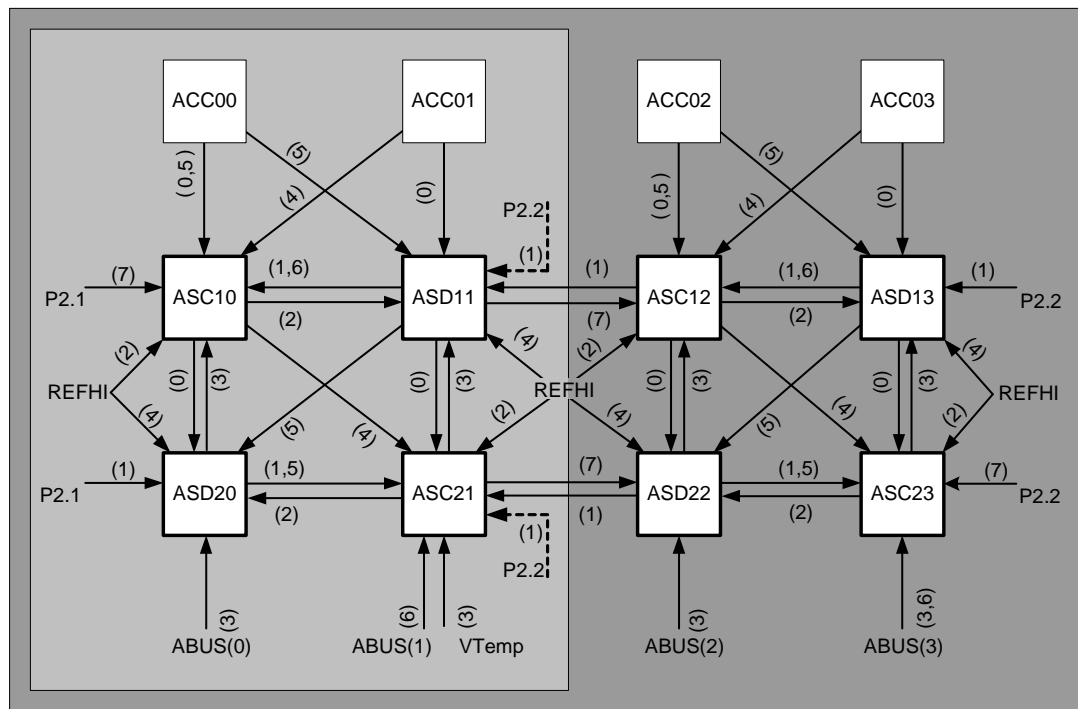 ACC00 ACC01 ACC02 ACC03
(0,5) (5) (4) (0) (0,5) (5) (4) (0)
P2.2
(7) (1,6) (1) (1) (1,6) (1)
P2.1 ASC10 ASD11 ASC12 ASD13 P2.2
(2) (7) (2)
(2) (0) (3) (0) (3) (4) (2) (0) (3) (0) (3) (4)
REFHI REFHI REFHI
(4) (5) (4) (2) (4) (5) (4) (2)
(1) (1,5) (7) (1,5) (7)
P2.1 ASD20 ASC21 ASD22 ASC23 P2.2
(2) (1) (1) (2)
P2.2
(3) (6) (3) (3) (3,6)
ABUS(0) ABUS(1) VTemp ABUS(2) ABUS(3)